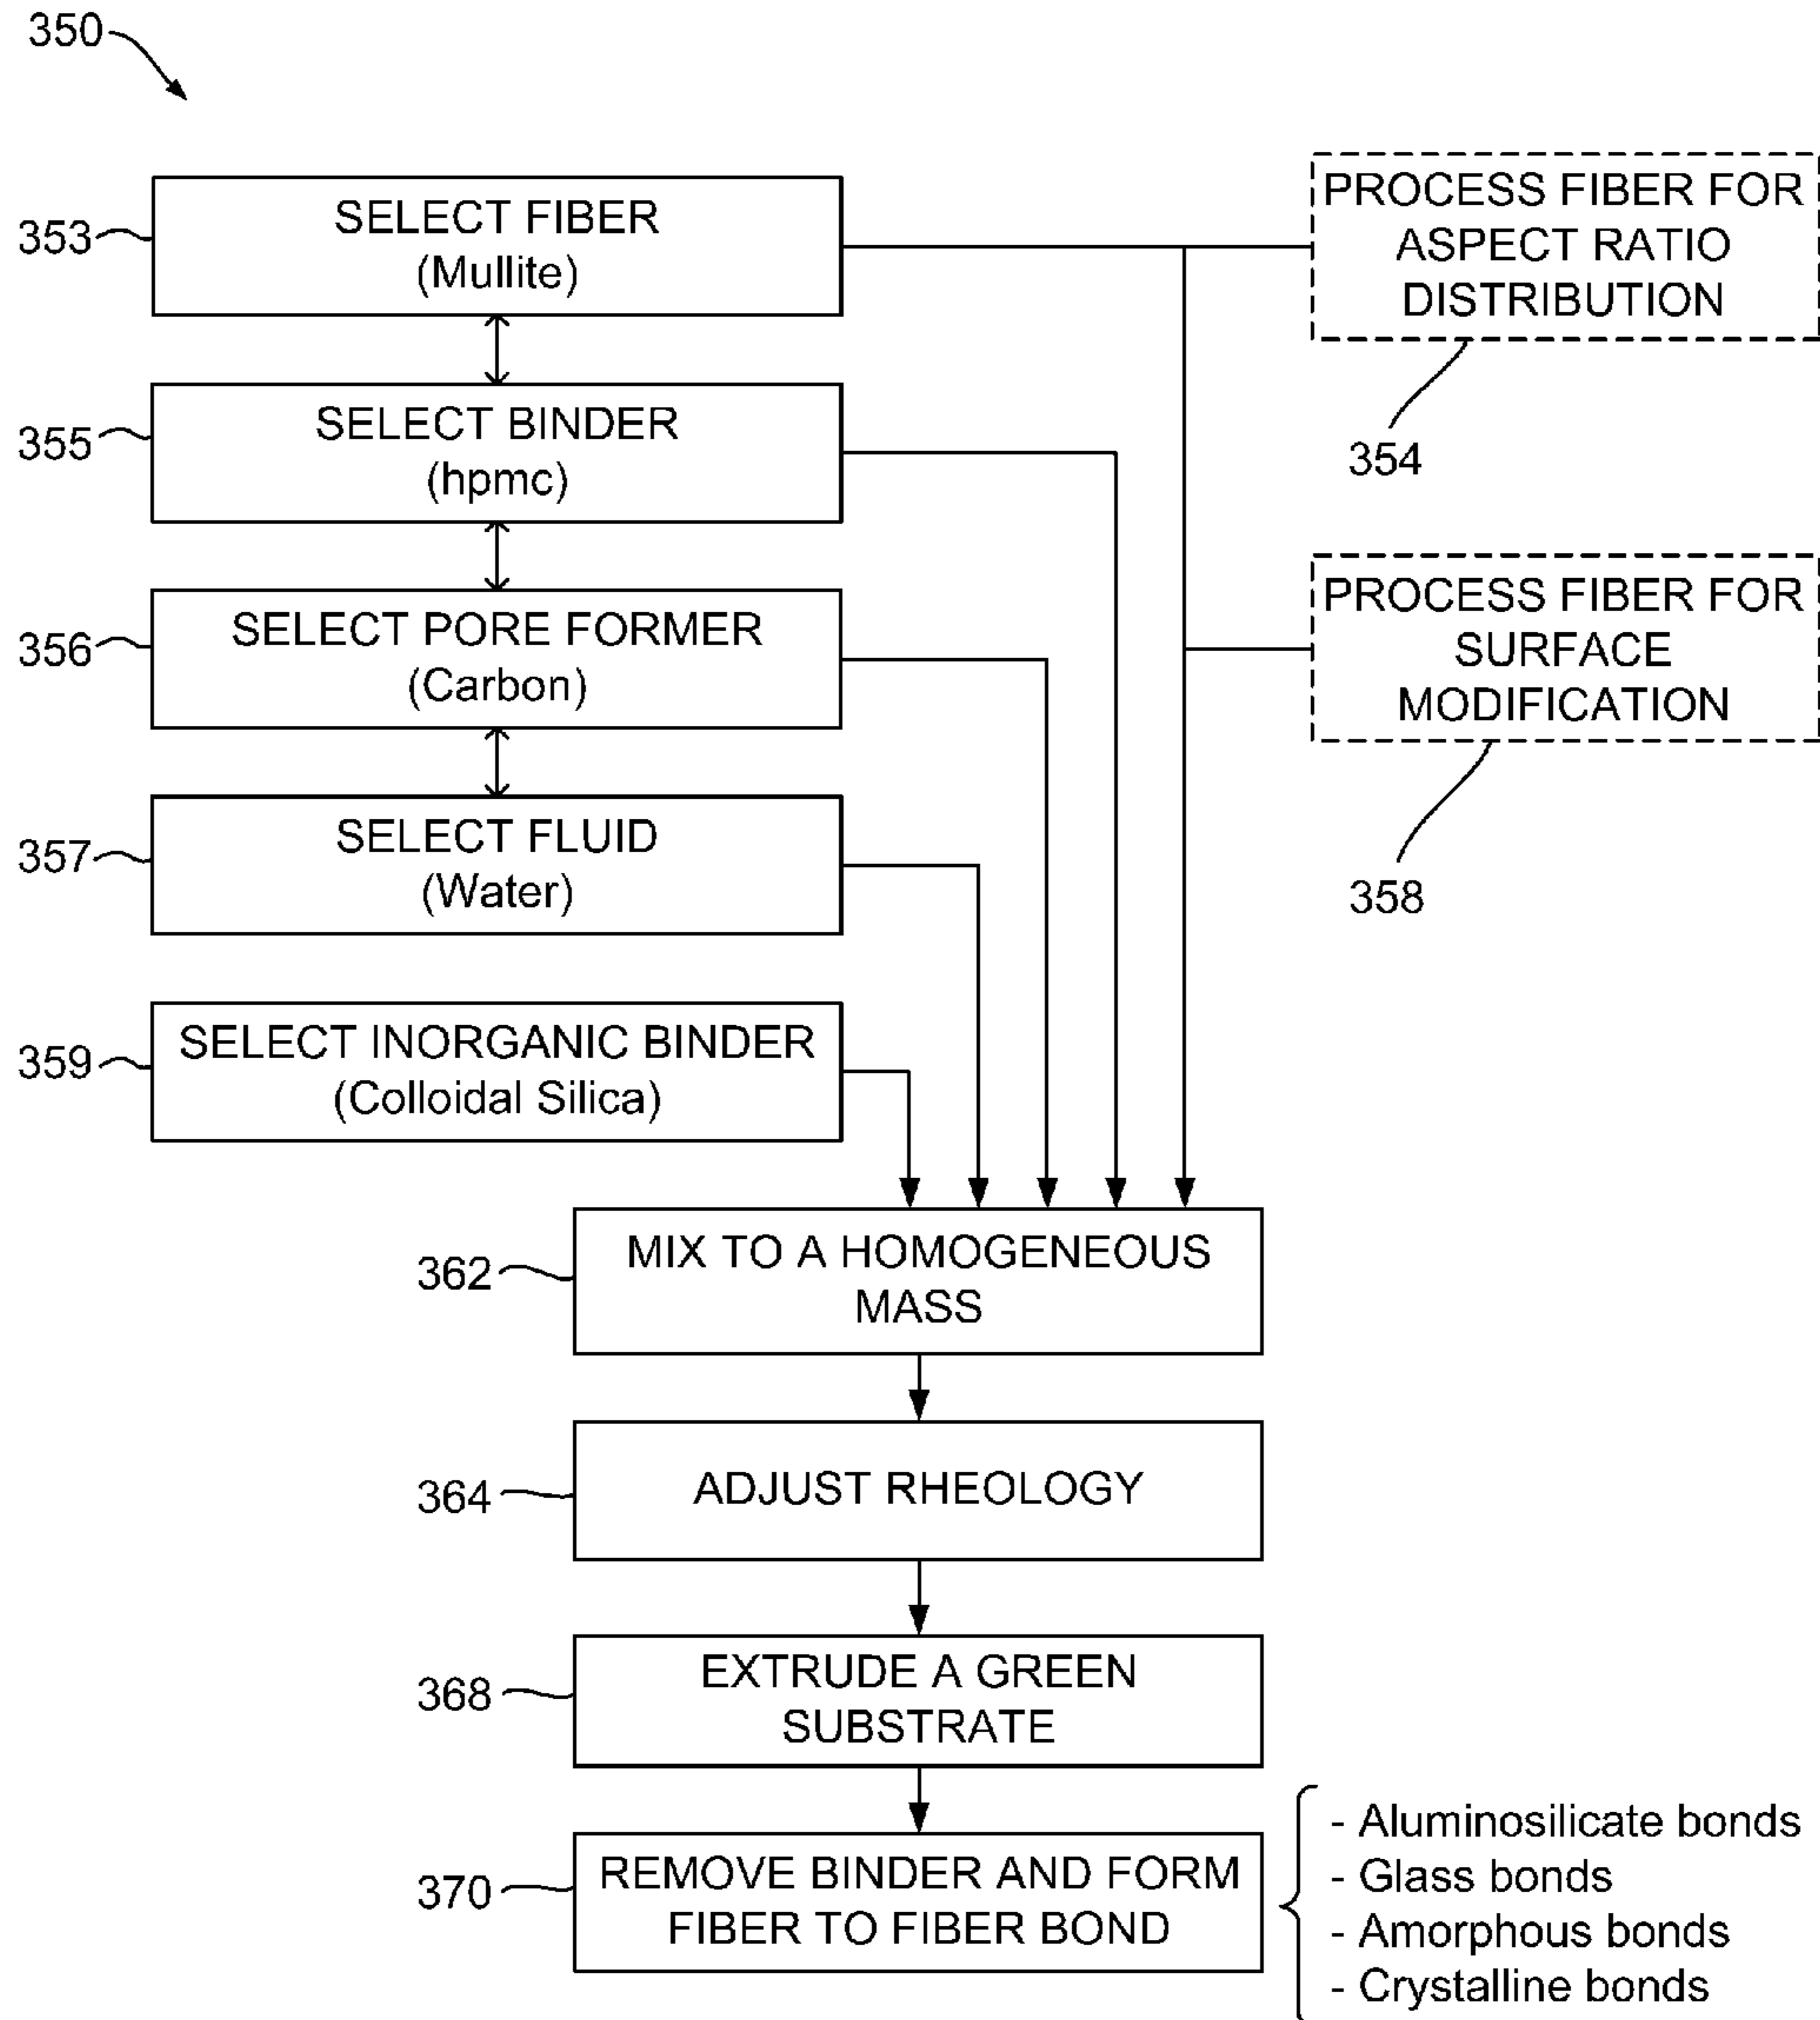 350
353
SELECT FIBER
(Mullite)
PROCESS FIBER FOR
ASPECT RATIO
DISTRIBUTION
354
355
SELECT BINDER
(hpmc)
356
SELECT PORE FORMER
(Carbon)
PROCESS FIBER FOR
SURFACE
MODIFICATION
358
357
SELECT FLUID
(Water)
359
SELECT INORGANIC BINDER
(Colloidal Silica)
362
MIX TO A HOMOGENEOUS
MASS
364
ADJUST RHEOLOGY
368
EXTRUDE A GREEN
SUBSTRATE
370
REMOVE BINDER AND FORM
FIBER TO FIBER BOND
- Aluminosilicate bonds
- Glass bonds
- Amorphous bonds
- Crystalline bonds